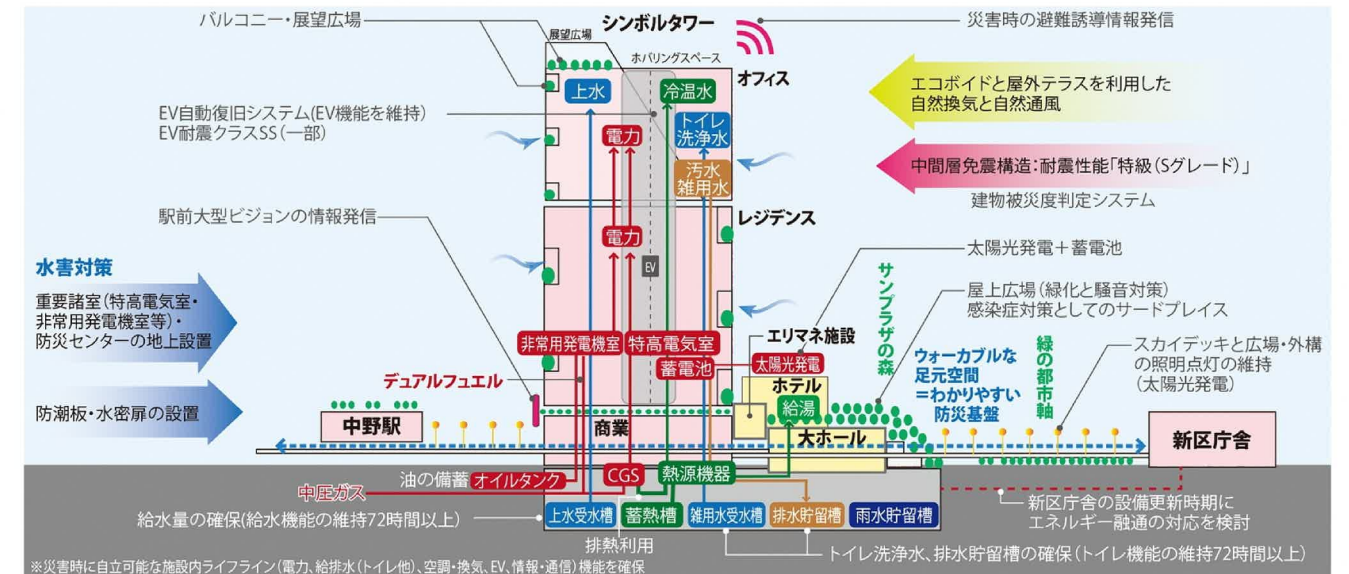 バルコニー・展望広場
シンボルタワー
災害時の避難誘導情報発信
展望広場
ホバリングスペース
オフィス
上水
冷温水
エコボイドと屋外テラスを利用した
自然換気と自然通風
EV自動復旧システム(EV機能を維持)
EV耐震クラスSS(一部)
電力
トイレ
洗浄水
中間層免震構造:耐震性能「特級(Sグレード)」
汚水
雑用水
建物被災度判定システム
駅前大型ビジョンの情報発信
レジデンス
電力
太陽光発電+蓄電池
水害対策
EV
サンプラザの森
屋上広場(緑化と騒音対策)
感染症対策としてのサードプレイス
重要諸室(特高電気室・
非常用発電機室等)・
防災センターの地上設置
非常用発電機室
特高電気室
エリマネ施設
緑の都市軸
スカイデッキと広場・外構
の照明点灯の維持
(太陽光発電)
蓄電池
太陽光発電
ウォーカブルな
足元空間
=わかりやすい
防災基盤
デュアルフュエル
ホテル
防潮板・水密扉の設置
給湯
中野駅
商業
大ホール
新区庁舎
油の備蓄
オイルタンク
CGS
熱源機器
中圧ガス
給水量の確保(給水機能の維持72時間以上)
上水受水槽
蓄熱槽
雑用水受水槽
排水貯留槽
雨水貯留槽
新区庁舎の設備更新時期に
エネルギー融通の対応を検討
排熱利用
トイレ洗浄水、排水貯留槽の確保(トイレ機能の維持72時間以上)
※災害時に自立可能な施設内ライフライン(電力、給排水(トイレ他)、空調・換気、EV、情報・通信)機能を確保